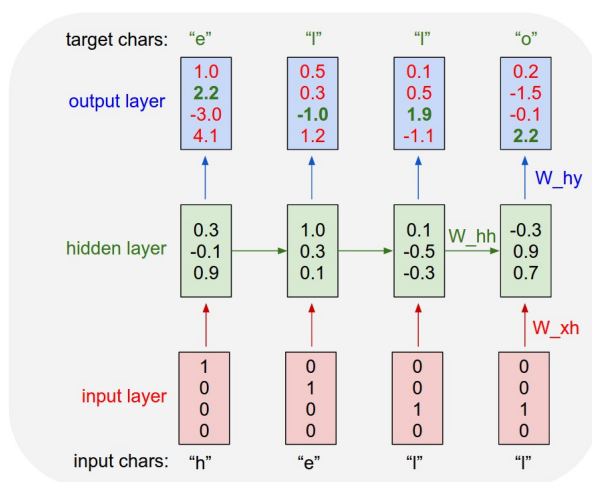 target chars: “e” “l” “l” “o”
output layer
1.0 0.5 0.1 0.2
2.2 0.3 0.5 -1.5
-3.0 -1.0 1.9 -0.1
4.1 1.2 -1.1 2.2
W_hy
hidden layer
0.3 1.0 0.1 -0.3
-0.1 0.3 -0.5 0.9
0.9 0.1 -0.3 0.7
W_hh
W_xh
input layer
1 0 0 0
0 1 0 0
0 0 1 1
0 0 0 0
input chars: “h” “e” “l” “l”